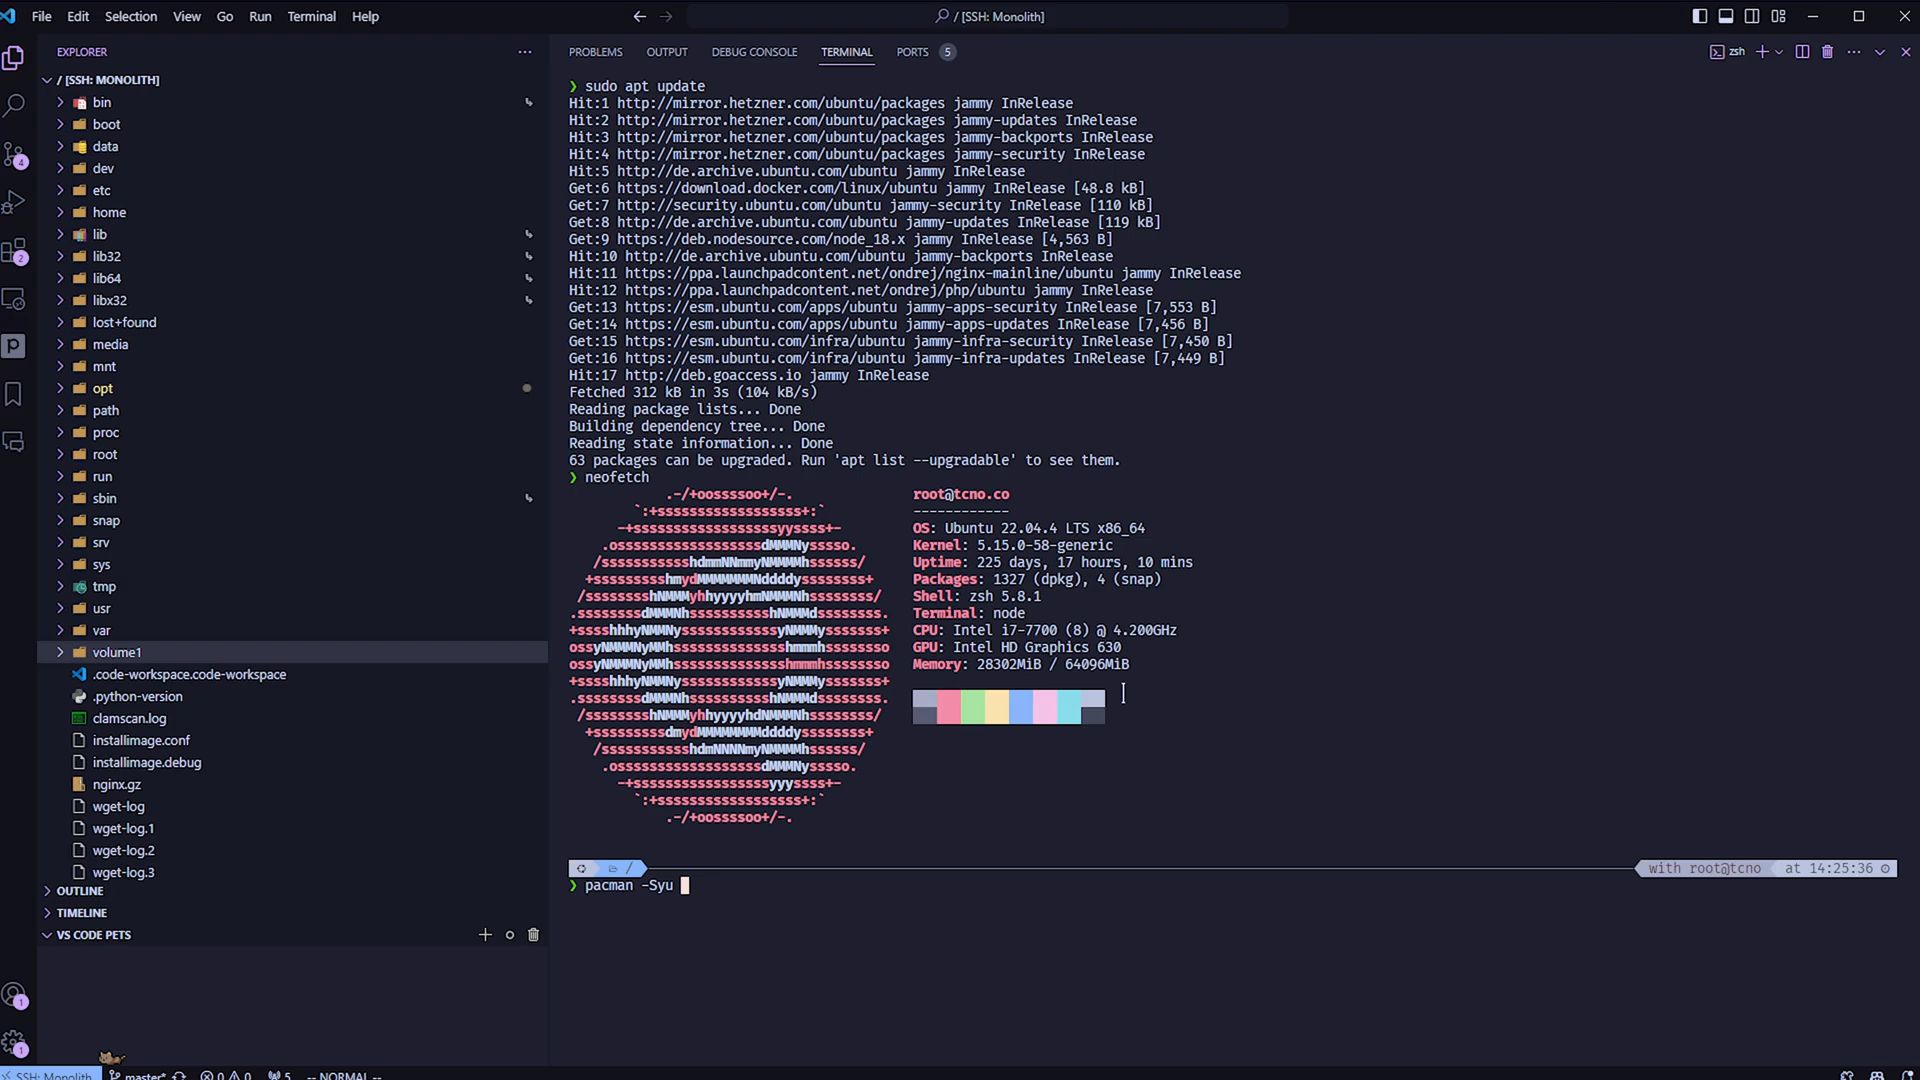 File Edit Selection View Go Run Terminal Help
/ [SSH: Monolith]
EXPLORER
/ [SSH: MONOLITH]
bin
boot
data
dev
etc
home
lib
lib32
lib64
libx32
lost+found
media
mnt
opt
path
proc
root
run
sbin
snap
srv
sys
tmp
usr
var
volume1
.code-workspace.code-workspace
.python-version
clamscan.log
installimage.conf
installimage.debug
nginx.gz
wget-log
wget-log.1
wget-log.2
wget-log.3
OUTLINE
TIMELINE
VS CODE PETS
4
2
1
1
PROBLEMS OUTPUT DEBUG CONSOLE TERMINAL PORTS 5
zsh
❯ sudo apt update
Hit:1 http://mirror.hetzner.com/ubuntu/packages jammy InRelease
Hit:2 http://mirror.hetzner.com/ubuntu/packages jammy-updates InRelease
Hit:3 http://mirror.hetzner.com/ubuntu/packages jammy-backports InRelease
Hit:4 http://mirror.hetzner.com/ubuntu/packages jammy-security InRelease
Hit:5 http://de.archive.ubuntu.com/ubuntu jammy InRelease
Get:6 https://download.docker.com/linux/ubuntu jammy InRelease [48.8 kB]
Get:7 http://security.ubuntu.com/ubuntu jammy-security InRelease [110 kB]
Get:8 http://de.archive.ubuntu.com/ubuntu jammy-updates InRelease [119 kB]
Get:9 https://deb.nodesource.com/node_18.x jammy InRelease [4,563 B]
Hit:10 http://de.archive.ubuntu.com/ubuntu jammy-backports InRelease
Hit:11 https://ppa.launchpadcontent.net/ondrej/nginx-mainline/ubuntu jammy InRelease
Hit:12 https://ppa.launchpadcontent.net/ondrej/php/ubuntu jammy InRelease
Get:13 https://esm.ubuntu.com/apps/ubuntu jammy-apps-security InRelease [7,553 B]
Get:14 https://esm.ubuntu.com/apps/ubuntu jammy-apps-updates InRelease [7,456 B]
Get:15 https://esm.ubuntu.com/infra/ubuntu jammy-infra-security InRelease [7,450 B]
Get:16 https://esm.ubuntu.com/infra/ubuntu jammy-infra-updates InRelease [7,449 B]
Hit:17 http://deb.goaccess.io jammy InRelease
Fetched 312 kB in 3s (104 kB/s)
Reading package lists... Done
Building dependency tree... Done
Reading state information... Done
63 packages can be upgraded. Run 'apt list --upgradable' to see them.
❯ neofetch
root@tcno.co
------------
OS: Ubuntu 22.04.4 LTS x86_64
Kernel: 5.15.0-58-generic
Uptime: 225 days, 17 hours, 10 mins
Packages: 1327 (dpkg), 4 (snap)
Shell: zsh 5.8.1
Terminal: node
CPU: Intel i7-7700 (8) @ 4.200GHz
GPU: Intel HD Graphics 630
Memory: 28302MiB / 64096MiB
/ with root@tcno at 14:25:36
❯ pacman -Syu
SSH: Monolith master* 0 0 5 -- NORMAL --